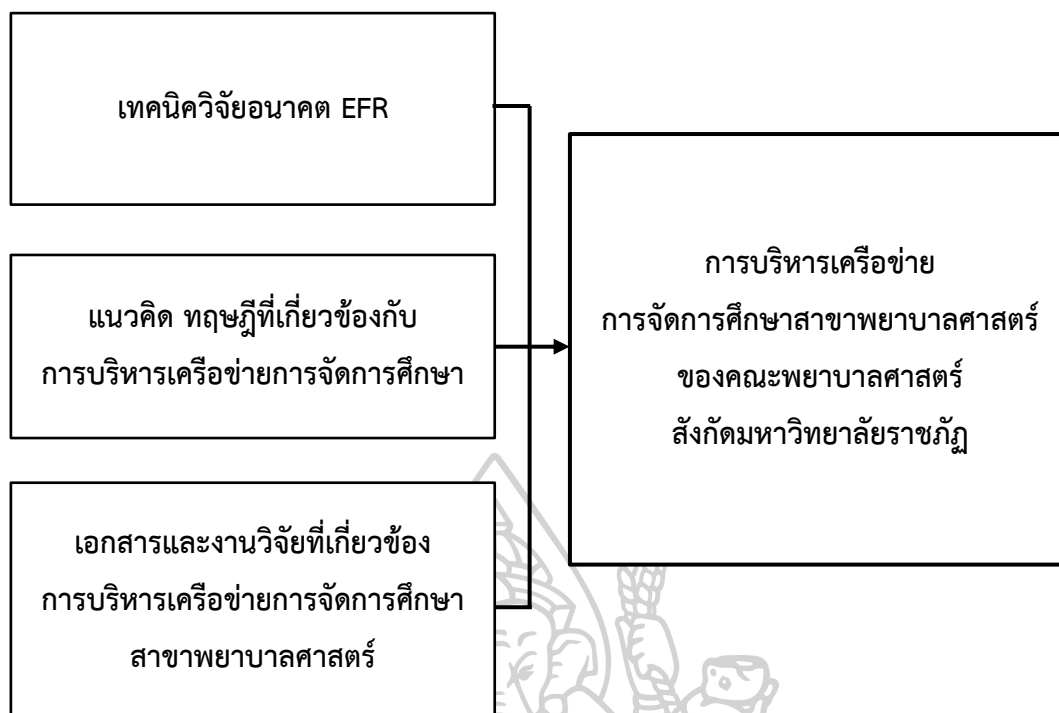 เทคนิควิจัยอนาคต EFR
แนวคิด ทฤษฎีที่เกี่ยวข้องกับ
การบริหารเครือข่ายการจัดการศึกษา
เอกสารและงานวิจัยที่เกี่ยวข้อง
การบริหารเครือข่ายการจัดการศึกษา
สาขาพยาบาลศาสตร์
การบริหารเครือข่าย
การจัดการศึกษาสาขาพยาบาลศาสตร์
ของคณะพยาบาลศาสตร์
สังกัดมหาวิทยาลัยราชภัฏ